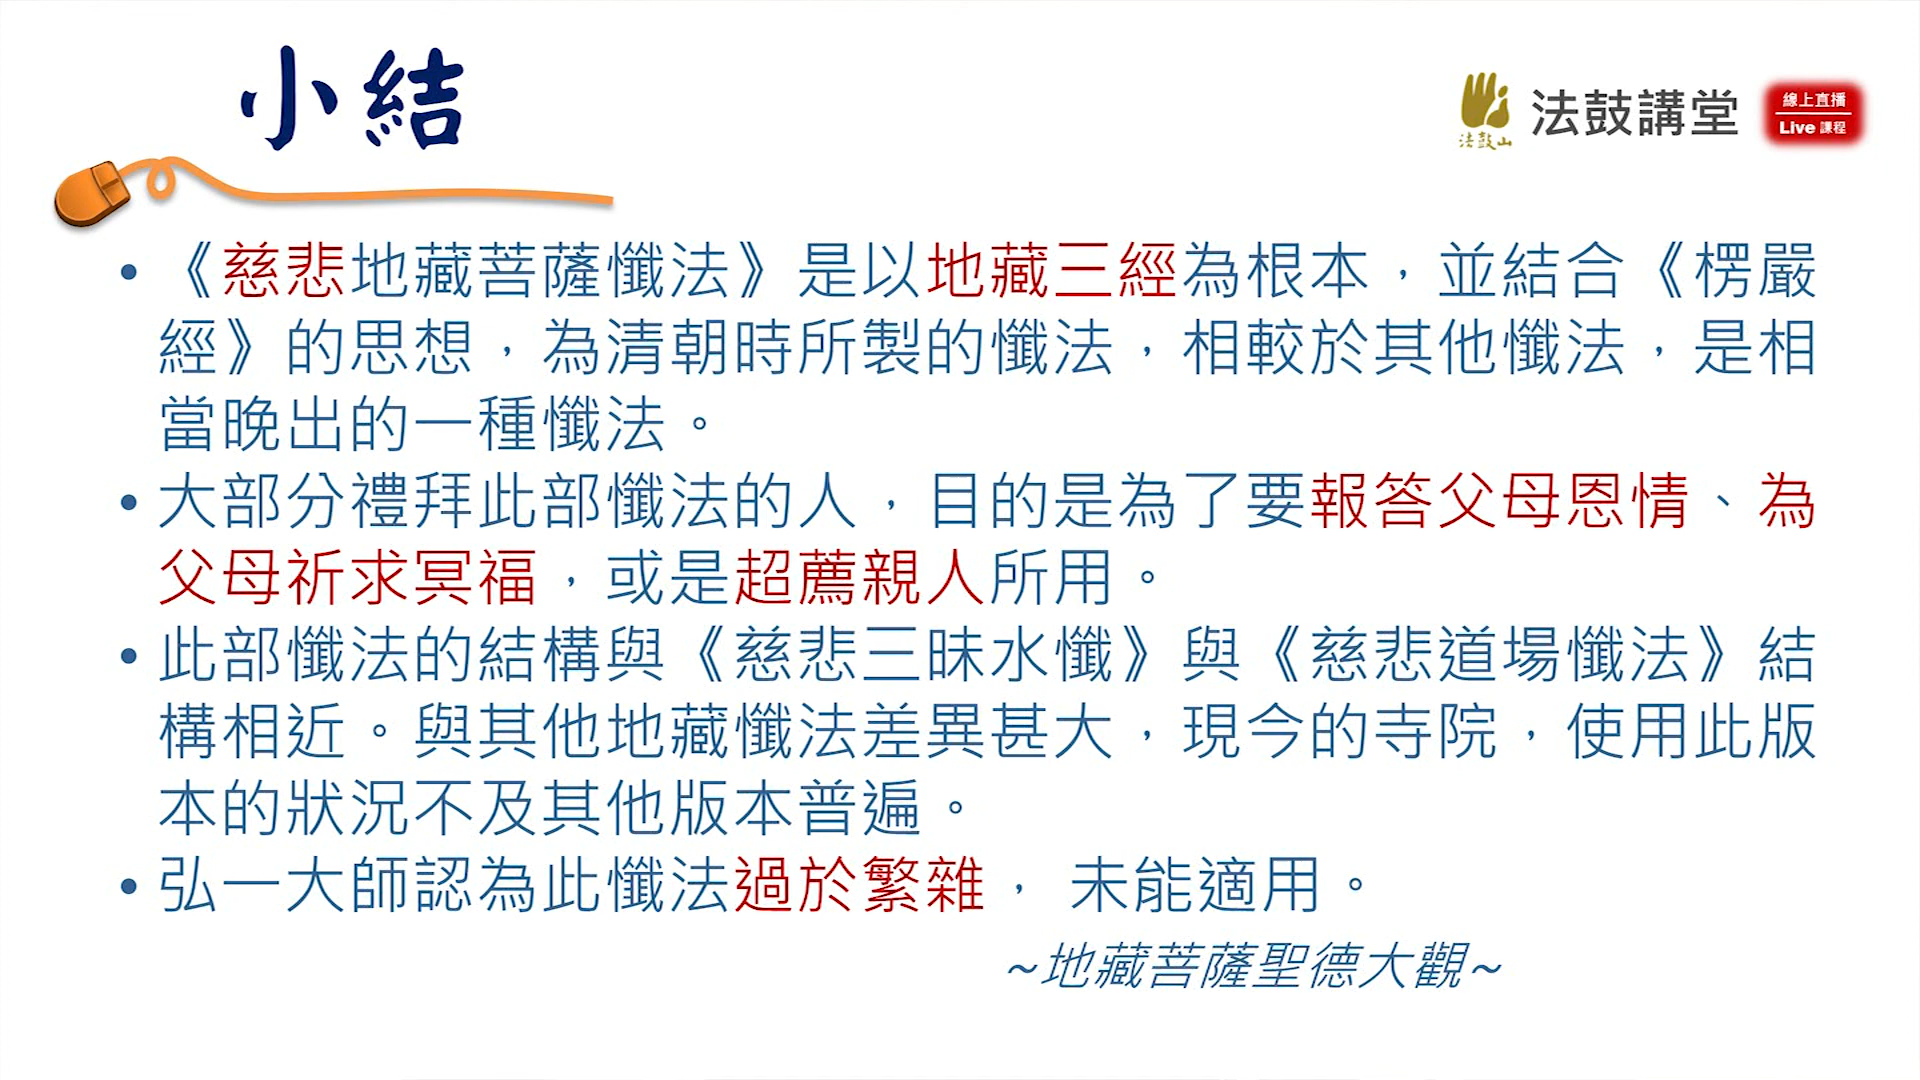 小結
法鼓山
法鼓講堂
線上直播
Live 課程
•《慈悲地藏菩薩懺法》是以地藏三經為根本，並結合《楞嚴
經》的思想，為清朝時所製的懺法，相較於其他懺法，是相
當晚出的一種懺法。
•大部分禮拜此部懺法的人，目的是為了要報答父母恩情、為
父母祈求冥福，或是超薦親人所用。
•此部懺法的結構與《慈悲三昧水懺》與《慈悲道場懺法》結
構相近。與其他地藏懺法差異甚大，現今的寺院，使用此版
本的狀況不及其他版本普遍。
•弘一大師認為此懺法過於繁雜， 未能適用。
~地藏菩薩聖德大觀~